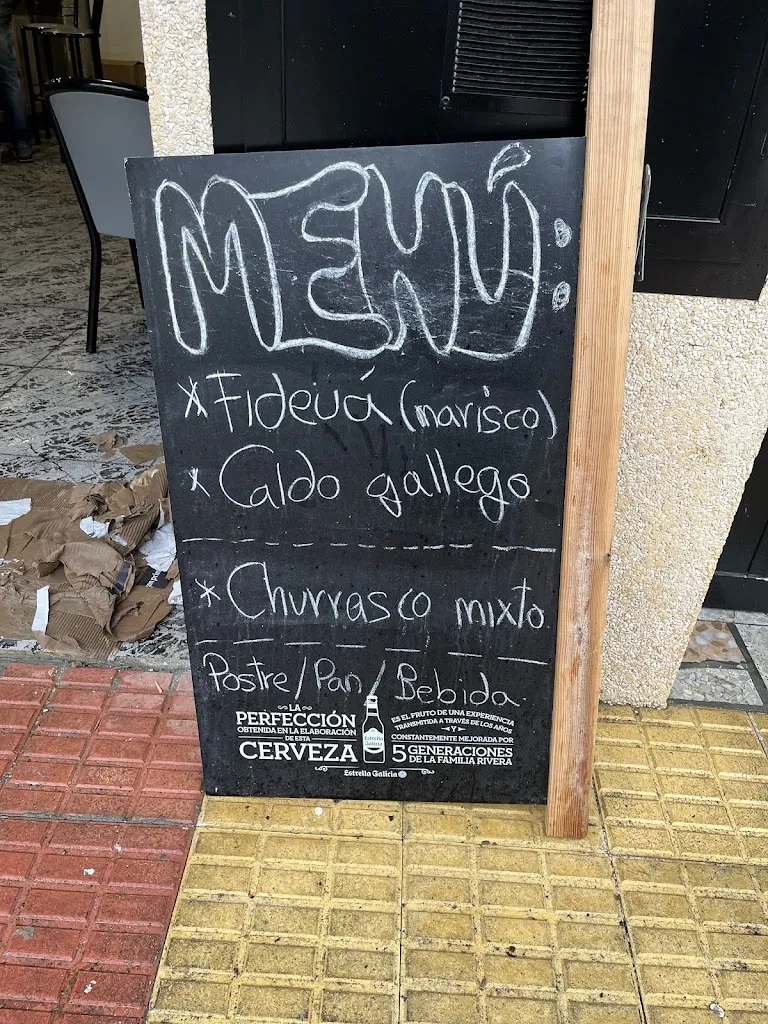 MENÚ:
* Fideuá (marisco)
* Caldo gallego
* Churrasco mixto.
Postre/Pan/Bebida.
LA
PERFECCIÓN
OBTENIDA EN LA ELABORACIÓN
DE ESTA
CERVEZA
Estrella
Galicia
ES EL FRUTO DE UNA EXPERIENCIA
TRANSMITIDA A TRAVÉS DE LOS AÑOS
Y
CONSTANTEMENTE MEJORADA POR
5 GENERACIONES
DE LA FAMILIA RIVERA
Estrella Galicia